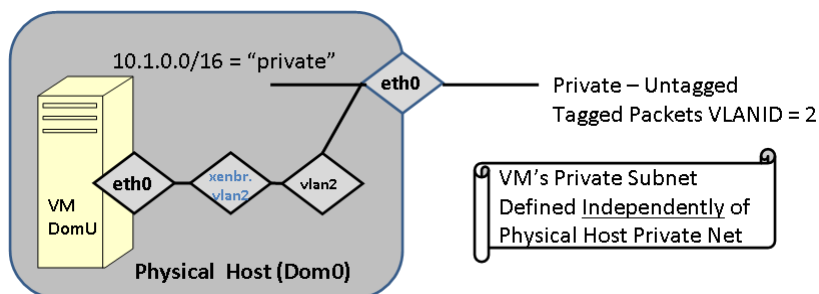 10.1.0.0/16 = “private”
eth0
Private – Untagged
Tagged Packets VLANID = 2
eth0
xenbr.
vlan2
vlan2
VM
DomU
VM’s Private Subnet
Defined Independently of
Physical Host Private Net
Physical Host (Dom0)